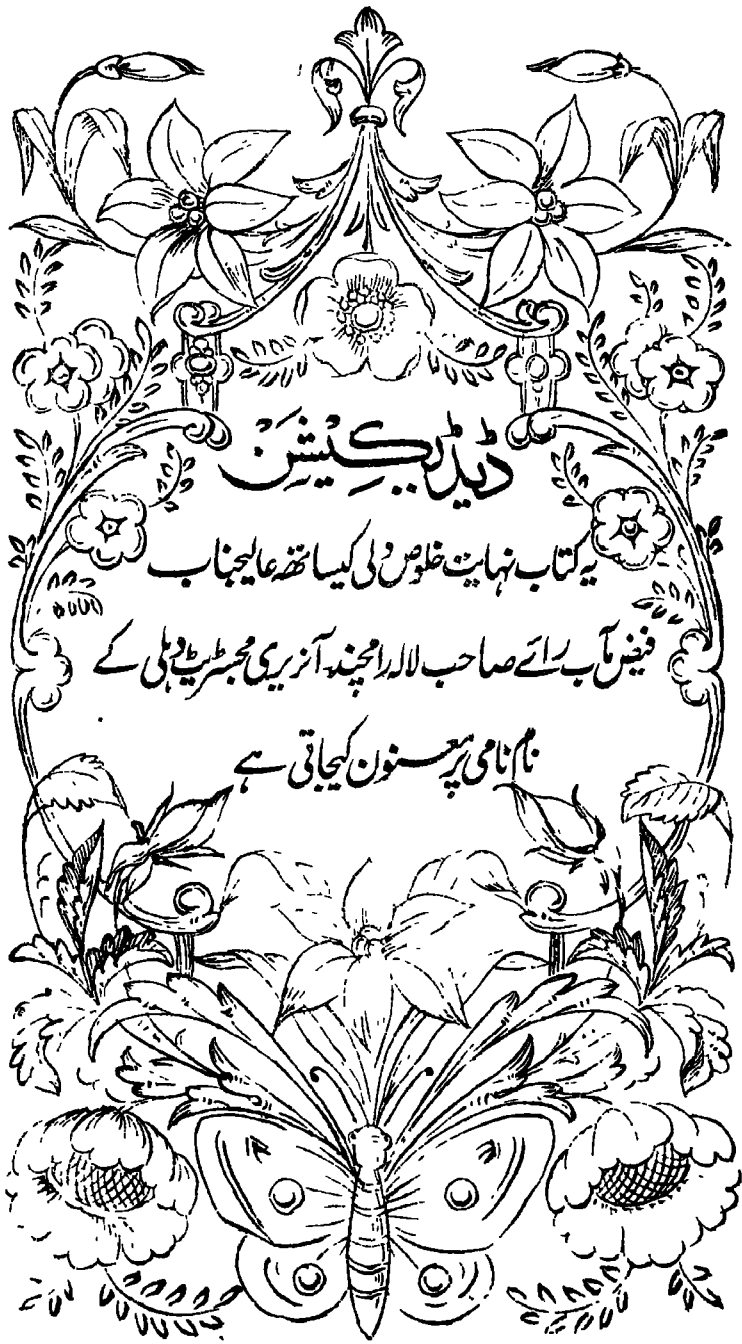 ڈیڈیکیشن
یہ کتاب نہایت خلوص دلی کیساتھ عالیجناب
فیض مآب رائے صاحب لالہ رامچند آنریری مجسٹریٹ دہلی کے
نام نامی پر معنون کیجاتی ہے